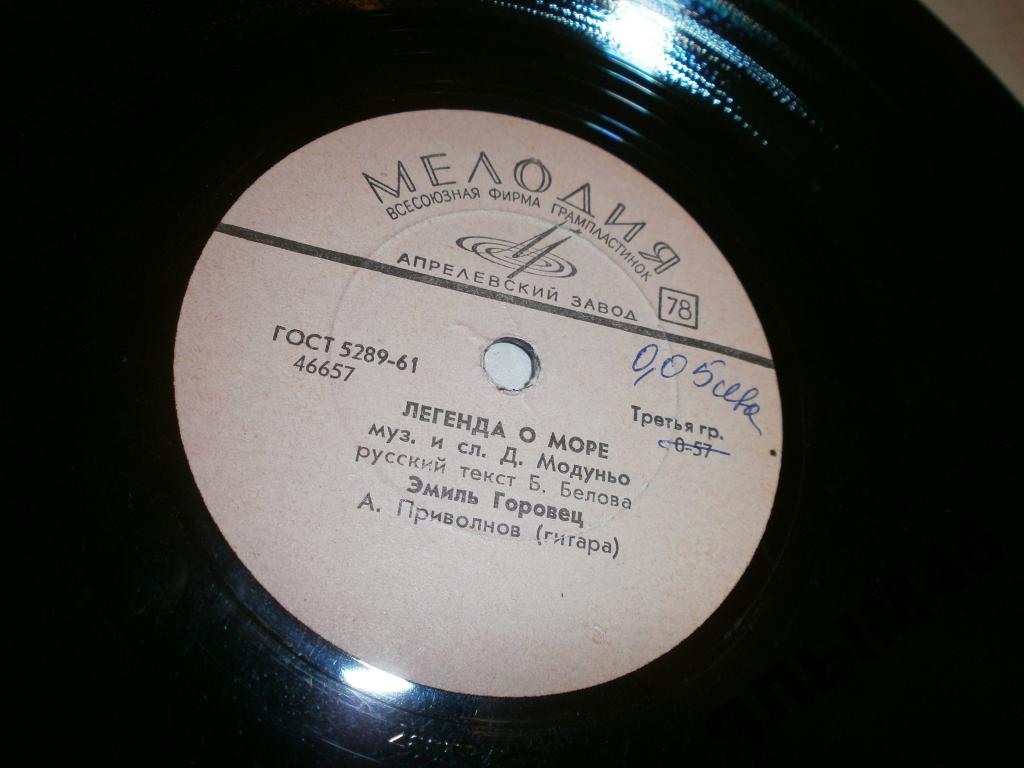 МЕЛОДИЯ
ВСЕСОЮЗНАЯ ФИРМА ГРАМПЛАСТИНОК
АПРЕЛЕВСКИЙ ЗАВОД
78
ГОСТ 5289-61
46657
0,05
Третья гр.
0-57
ЛЕГЕНДА О МОРЕ
муз. и сл. Д. Модуньо
русский текст Б. Белова
Эмиль Горовец
А. Приволнов (гитара)